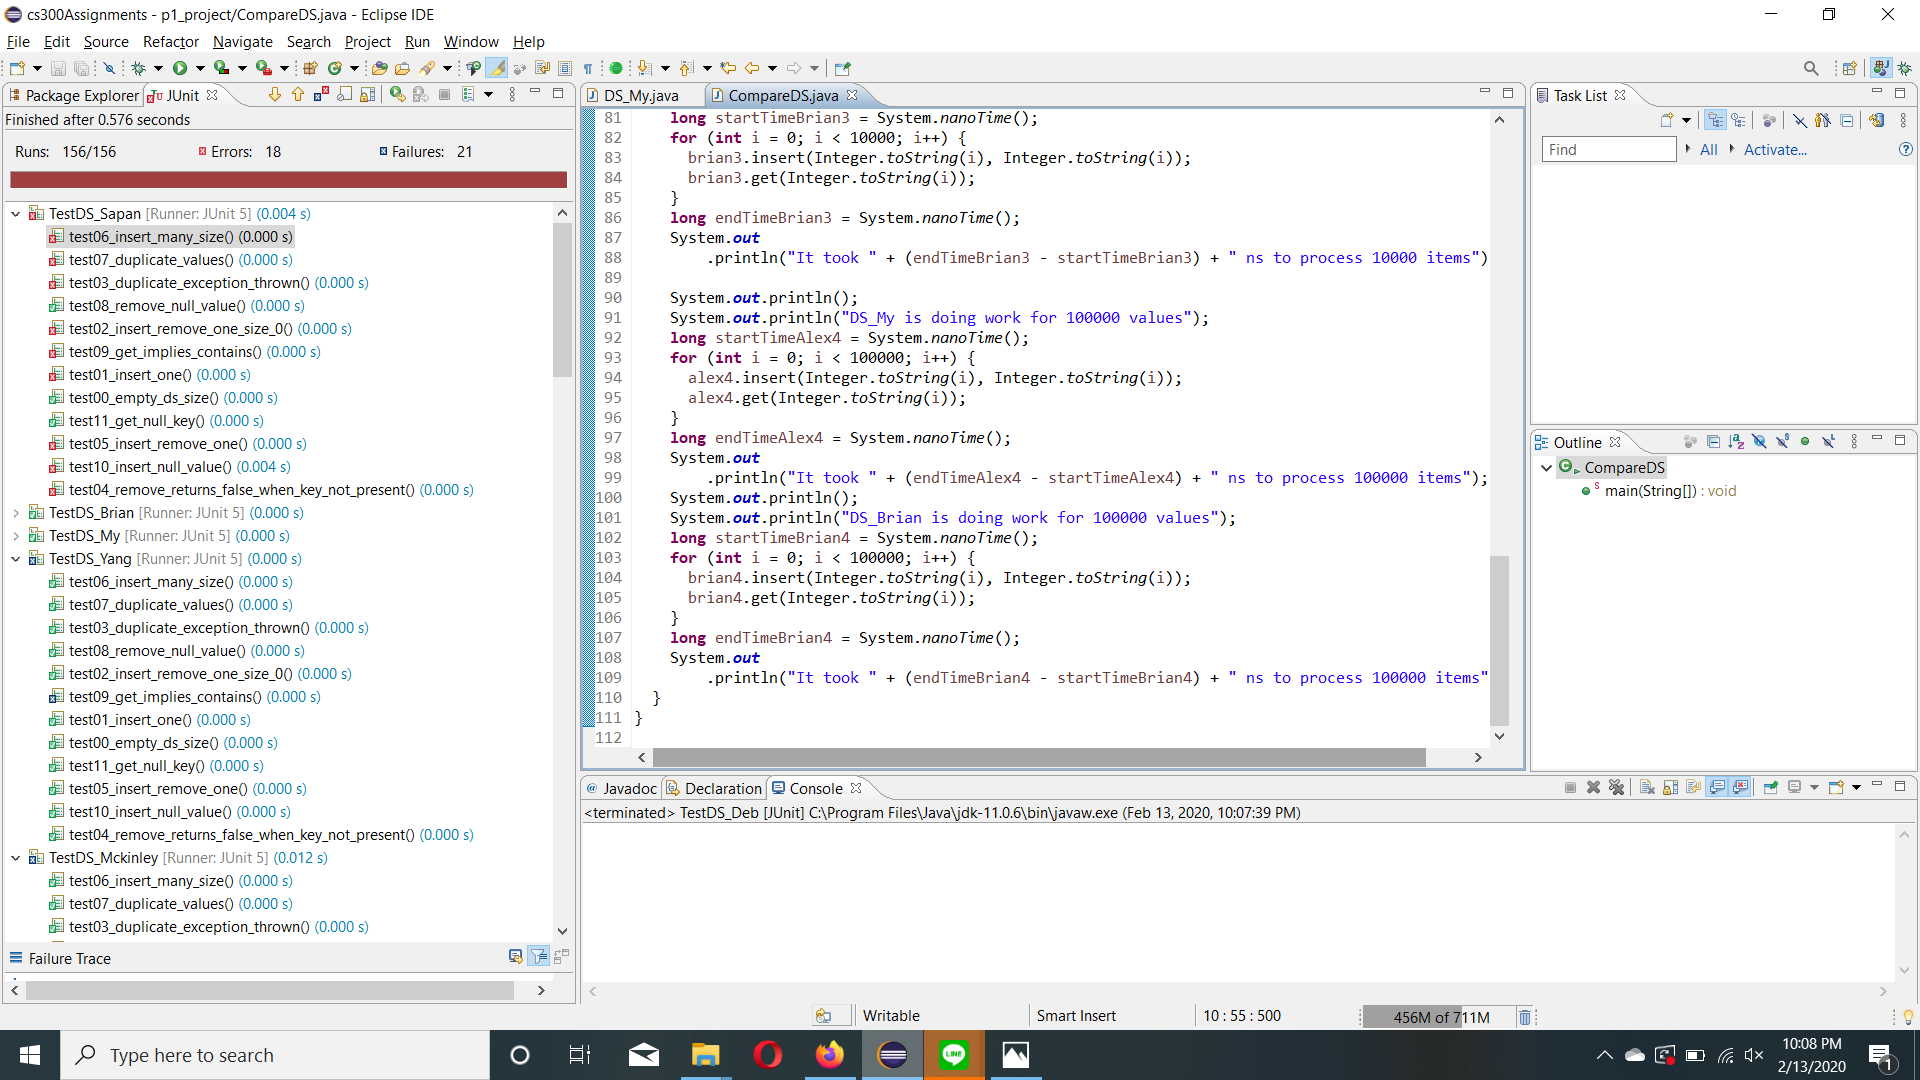 cs300Assignments - p1_project/CompareDS.java - Eclipse IDE
File Edit Source Refactor Navigate Search Project Run Window Help
Package Explorer JUnit
Finished after 0.576 seconds
Runs: 156/156 Errors: 18 Failures: 21
TestDS_Sapan [Runner: JUnit 5] (0.004 s)
test06_insert_many_size() (0.000 s)
test07_duplicate_values() (0.000 s)
test03_duplicate_exception_thrown() (0.000 s)
test08_remove_null_value() (0.000 s)
test02_insert_remove_one_size_0() (0.000 s)
test09_get_implies_contains() (0.000 s)
test01_insert_one() (0.000 s)
test00_empty_ds_size() (0.000 s)
test11_get_null_key() (0.000 s)
test05_insert_remove_one() (0.000 s)
test10_insert_null_value() (0.004 s)
test04_remove_returns_false_when_key_not_present() (0.000 s)
TestDS_Brian [Runner: JUnit 5] (0.000 s)
TestDS_My [Runner: JUnit 5] (0.000 s)
TestDS_Yang [Runner: JUnit 5] (0.000 s)
test06_insert_many_size() (0.000 s)
test07_duplicate_values() (0.000 s)
test03_duplicate_exception_thrown() (0.000 s)
test08_remove_null_value() (0.000 s)
test02_insert_remove_one_size_0() (0.000 s)
test09_get_implies_contains() (0.000 s)
test01_insert_one() (0.000 s)
test00_empty_ds_size() (0.000 s)
test11_get_null_key() (0.000 s)
test05_insert_remove_one() (0.000 s)
test10_insert_null_value() (0.000 s)
test04_remove_returns_false_when_key_not_present() (0.000 s)
TestDS_Mckinley [Runner: JUnit 5] (0.012 s)
test06_insert_many_size() (0.000 s)
test07_duplicate_values() (0.000 s)
test03_duplicate_exception_thrown() (0.000 s)
Failure Trace
DS_My.java CompareDS.java
81 long startTimeBrian3 = System.nanoTime();
82 for (int i = 0; i < 10000; i++) {
83 brian3.insert(Integer.toString(i), Integer.toString(i));
84 brian3.get(Integer.toString(i));
85 }
86 long endTimeBrian3 = System.nanoTime();
87 System.out
88 .println("It took " + (endTimeBrian3 - startTimeBrian3) + " ns to process 10000 items")
89
90 System.out.println();
91 System.out.println("DS_My is doing work for 100000 values");
92 long startTimeAlex4 = System.nanoTime();
93 for (int i = 0; i < 100000; i++) {
94 alex4.insert(Integer.toString(i), Integer.toString(i));
95 alex4.get(Integer.toString(i));
96 }
97 long endTimeAlex4 = System.nanoTime();
98 System.out
99 .println("It took " + (endTimeAlex4 - startTimeAlex4) + " ns to process 100000 items");
100 System.out.println();
101 System.out.println("DS_Brian is doing work for 100000 values");
102 long startTimeBrian4 = System.nanoTime();
103 for (int i = 0; i < 100000; i++) {
104 brian4.insert(Integer.toString(i), Integer.toString(i));
105 brian4.get(Integer.toString(i));
106 }
107 long endTimeBrian4 = System.nanoTime();
108 System.out
109 .println("It took " + (endTimeBrian4 - startTimeBrian4) + " ns to process 100000 items"
110 }
111 }
112
Javadoc Declaration Console
<terminated> TestDS_Deb [JUnit] C:\Program Files\Java\jdk-11.0.6\bin\javaw.exe (Feb 13, 2020, 10:07:39 PM)
Task List
Find All Activate...
Outline
CompareDS
main(String[]) : void
Writable Smart Insert 10 : 55 : 500 456M of 711M
Type here to search
LINE
10:08 PM
2/13/2020
1